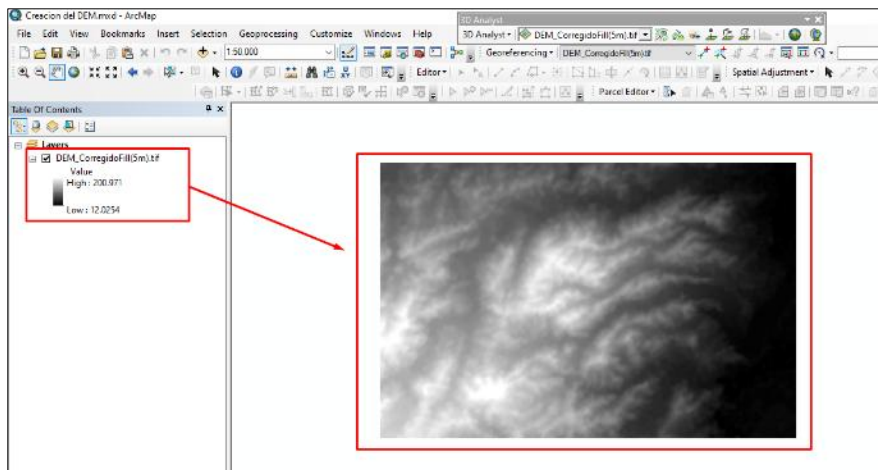 Creacion del DEM.mxd - ArcMap
File Edit View Bookmarks Insert Selection Geoprocessing Customize Windows Help
3D Analyst
3D Analyst DEM_CorregidoFill(5m).tif
1:50.000
Georeferencing DEM_CorregidoFill(5m).tif
Editor
Spatial Adjustment
Parcel Editor
Table Of Contents
Layers
DEM_CorregidoFill(5m).tif
Value
High : 200.971
Low : 12.0254